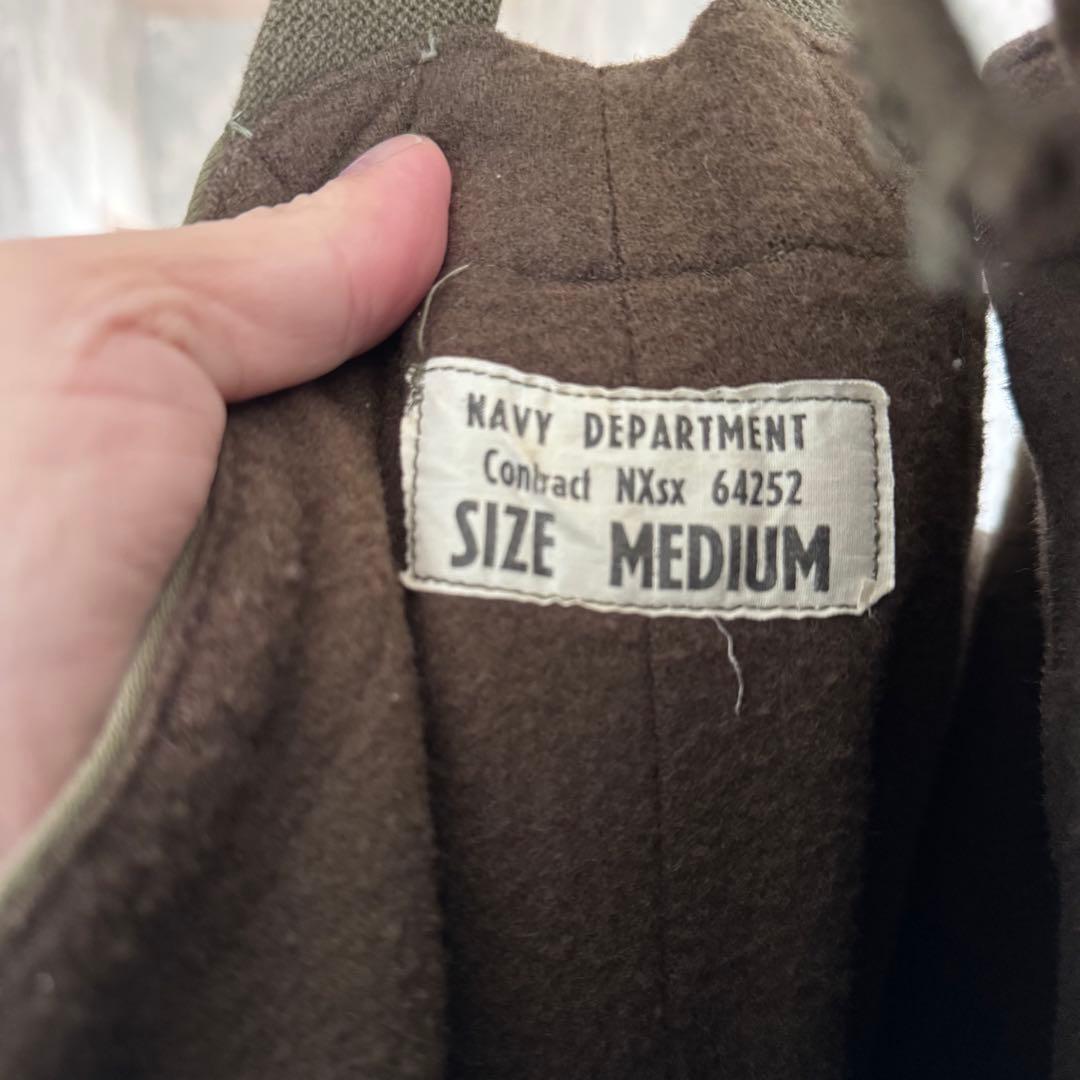 NAVY DEPARTMENT
Contract NXsx 64252
SIZE MEDIUM